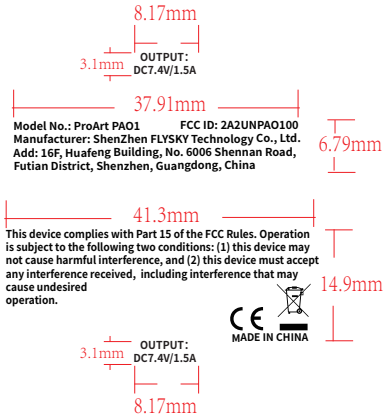 8.17mm
3.1mm
OUTPUT:
DC7.4V/1.5A
37.91mm
Model No.: ProArt PAO1 FCC ID: 2A2UNPAO100
Manufacturer: ShenZhen FLYSKY Technology Co., Ltd.
Add: 16F, Huafeng Building, No. 6006 Shennan Road,
Futian District, Shenzhen, Guangdong, China
6.79mm
41.3mm
This device complies with Part 15 of the FCC Rules. Operation
is subject to the following two conditions: (1) this device may
not cause harmful interference, and (2) this device must accept
any interference received, including interference that may
cause undesired
operation.
14.9mm
CE
MADE IN CHINA
3.1mm
OUTPUT:
DC7.4V/1.5A
8.17mm